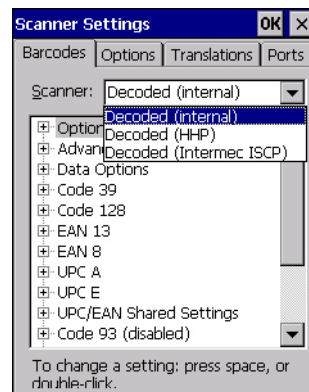 Scanner Settings OK ×
Barcodes Options Translations Ports
Scanner: Decoded (internal)
Decoded (internal)
Decoded (HHP)
Decoded (Intermec ISCP)
Option
Advan
Data Options
Code 39
Code 128
EAN 13
EAN 8
UPC A
UPC E
UPC/EAN Shared Settings
Code 93 (disabled)
To change a setting: press space, or
double-click.